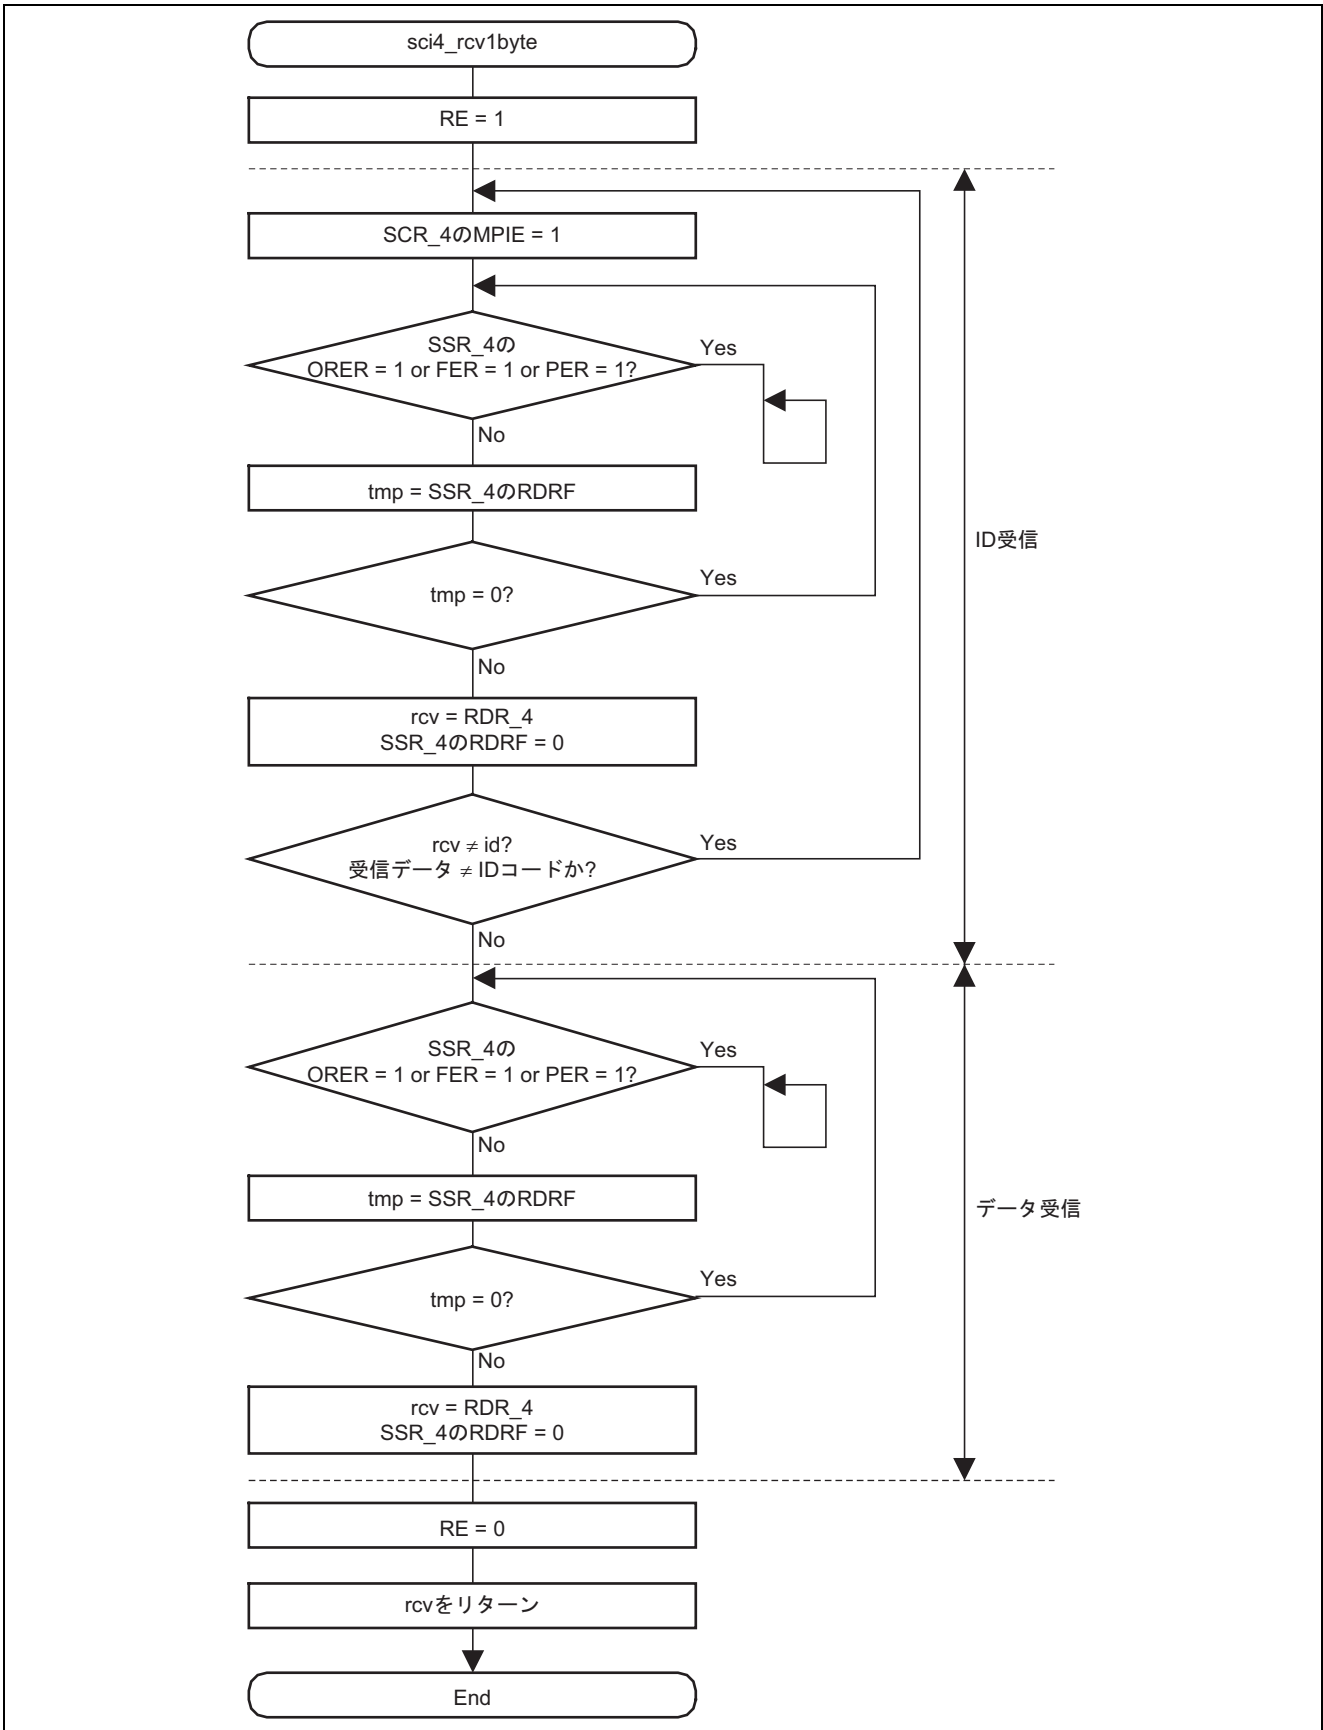 sci4_rcv1byte
RE = 1
SCR_4のMPIE = 1
SSR_4の
ORER = 1 or FER = 1 or PER = 1?
Yes
No
tmp = SSR_4のRDRF
ID受信
tmp = 0?
Yes
No
rcv = RDR_4
SSR_4のRDRF = 0
rcv ≠ id?
受信データ ≠ IDコードか?
Yes
No
SSR_4の
ORER = 1 or FER = 1 or PER = 1?
Yes
No
tmp = SSR_4のRDRF
データ受信
tmp = 0?
Yes
No
rcv = RDR_4
SSR_4のRDRF = 0
RE = 0
rcvをリターン
End